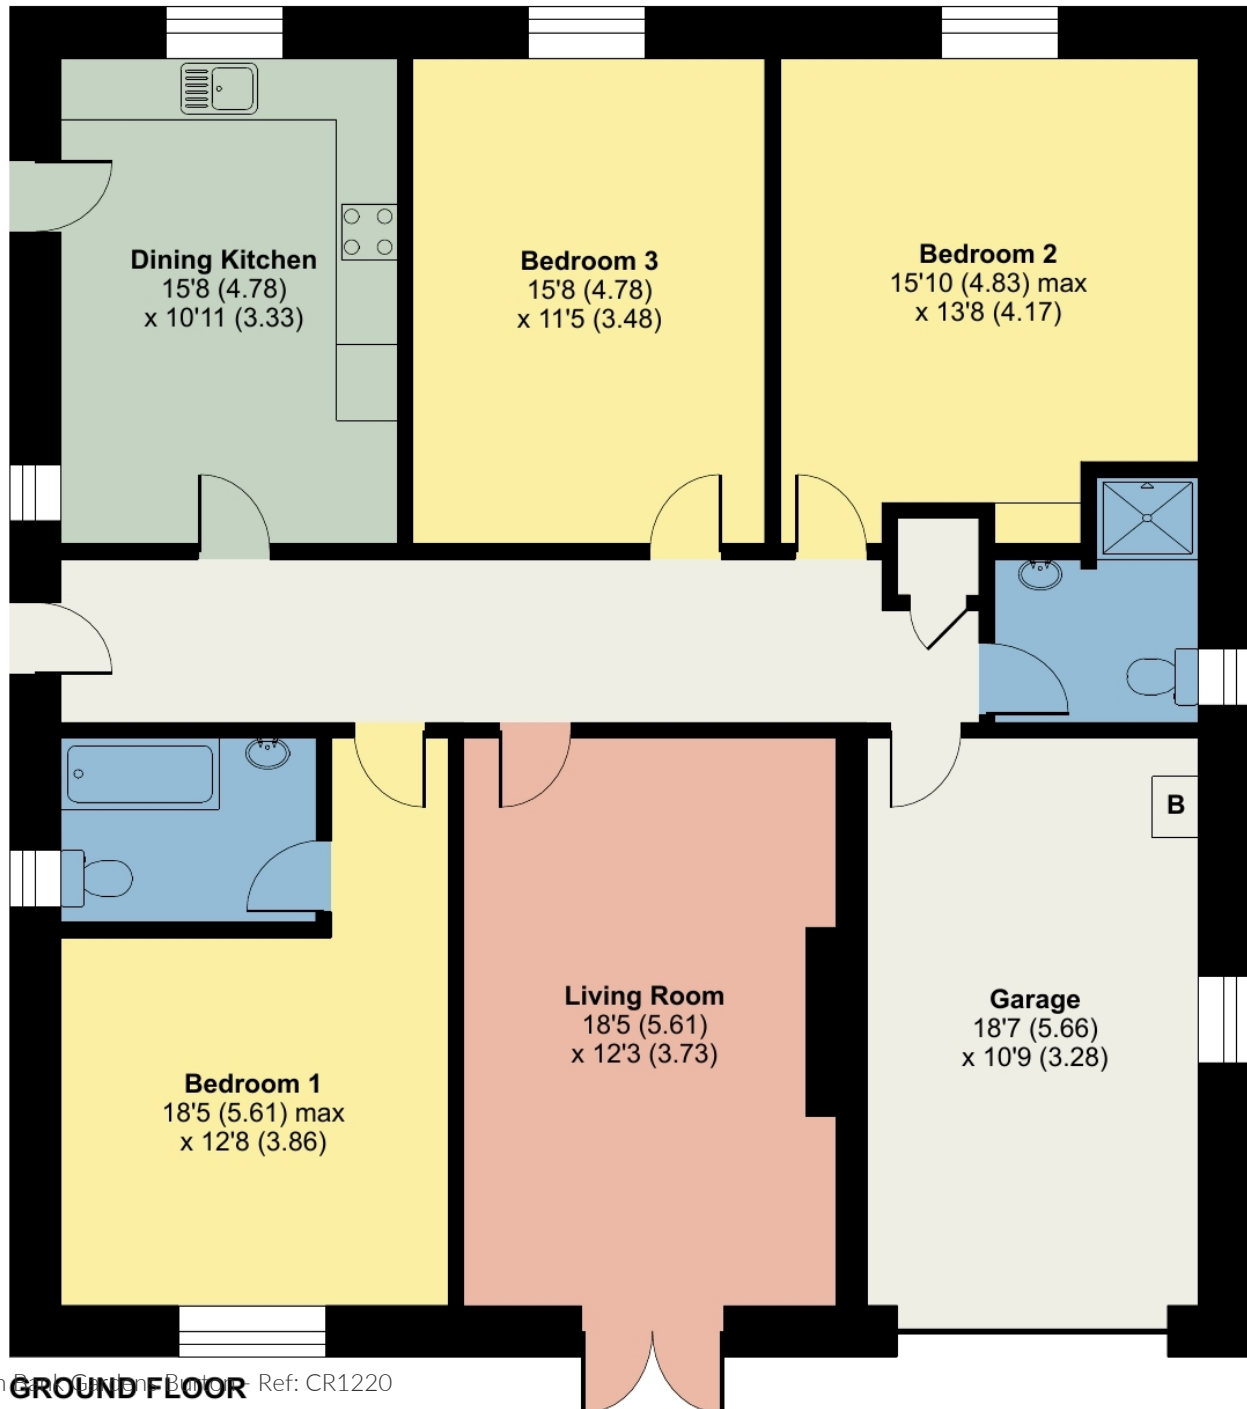 Dining Kitchen
15'8 (4.78)
x 10'11 (3.33)
Bedroom 3
15'8 (4.78)
x 11'5 (3.48)
Bedroom 2
15'10 (4.83) max
x 13'8 (4.17)
B
Bedroom 1
18'5 (5.61) max
x 12'8 (3.86)
Living Room
18'5 (5.61)
x 12'3 (3.73)
Garage
18'7 (5.66)
x 10'9 (3.28)
Bank Gardens Burton - Ref: CR1220
GROUND FLOOR